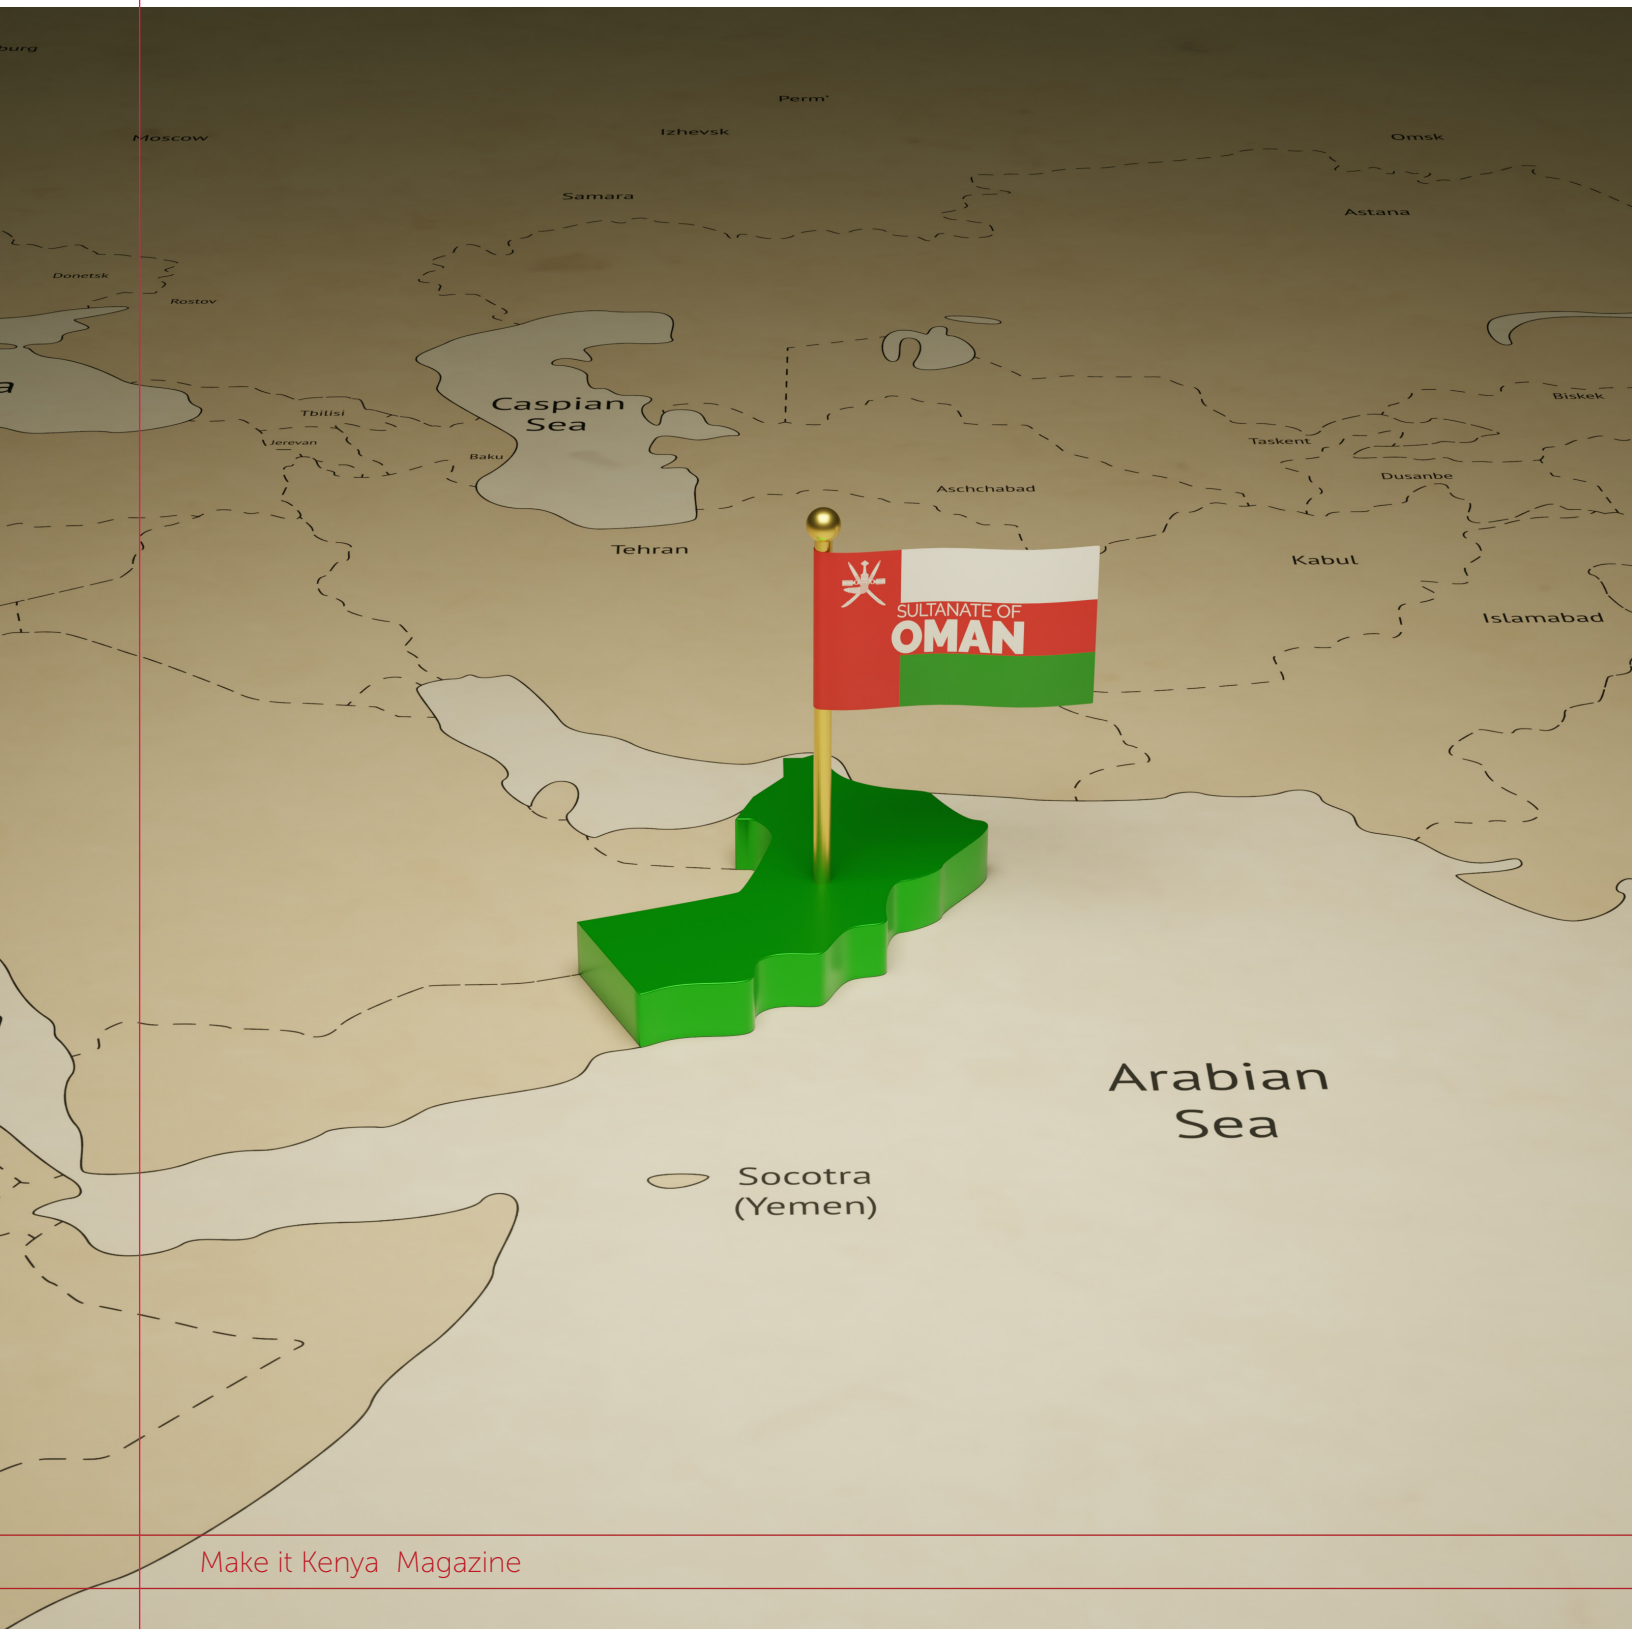 burg
Perm'
Moscow
Izhevsk
Omsk
Samara
Astana
Donetsk
Rostov
a
Caspian
Sea
Tbilisi
Jerevan
Baku
Biskek
Taskent
Dusanbe
Aschchabad
Tehran
Kabul
Islamabad
SULTANATE OF
OMAN
Arabian
Sea
Socotra
(Yemen)
Make it Kenya Magazine